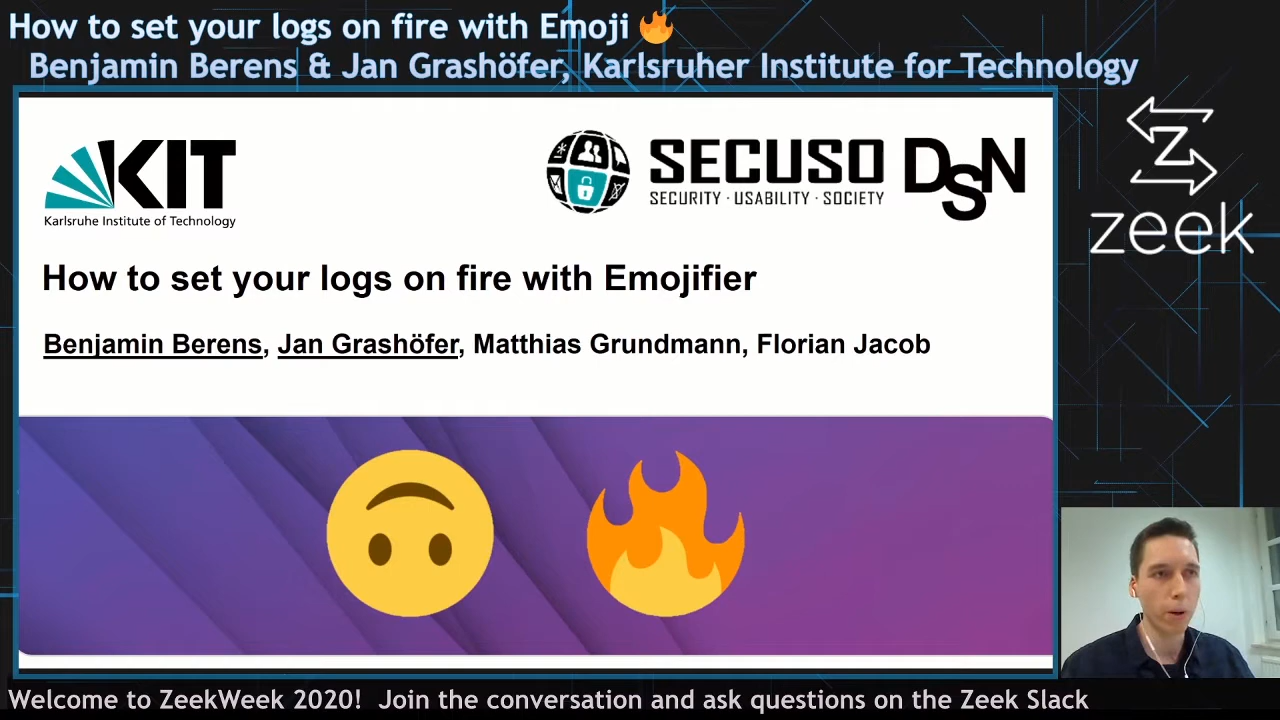 How to set your logs on fire with Emoji 🔥
Benjamin Berens & Jan Grashöfer, Karlsruher Institute for Technology
KIT
Karlsruhe Institute of Technology
SECUSO
SECURITY · USABILITY · SOCIETY
DSN
zeek
How to set your logs on fire with Emojifier
Benjamin Berens, Jan Grashöfer, Matthias Grundmann, Florian Jacob
Welcome to ZeekWeek 2020! Join the conversation and ask questions on the Zeek Slack